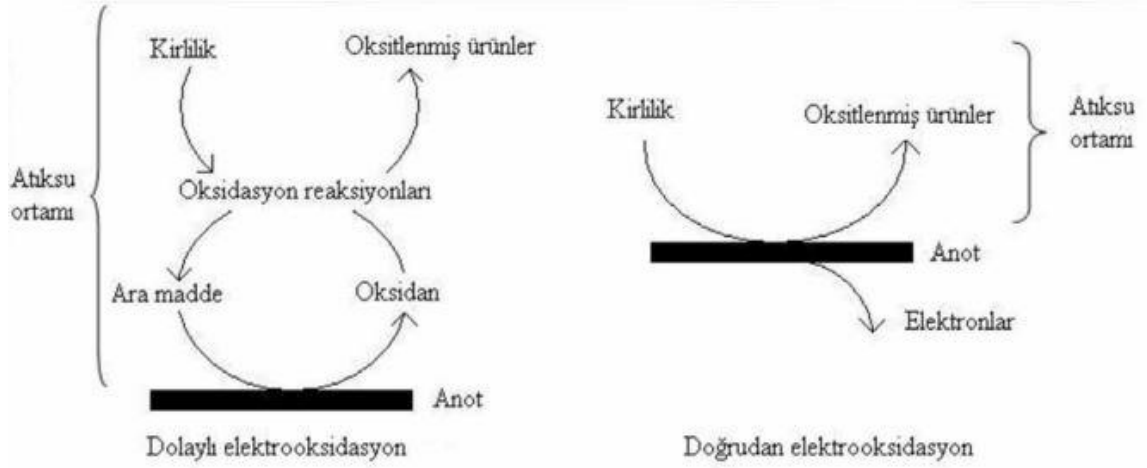 Kirlilik
Oksitlenmiş ürünler
Atıksu
ortamı
Oksidasyon reaksiyonları
Ara madde
Oksidan
Anot
Dolaylı elektrooksidasyon
Kirlilik
Oksitlenmiş ürünler
Atıksu
ortamı
Anot
Elektronlar
Doğrudan elektrooksidasyon